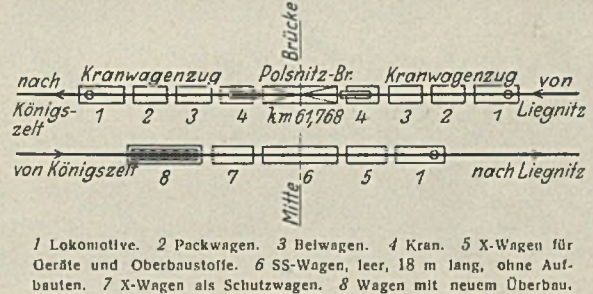 Brücke
nach Kranwagenzug Polsnitz-Br. Kranwagenzug von
Königszelt 1 2 3 4 km 61,768 4 3 2 1 Liegnitz
von Königszelt 8 7 6 5 1 nach Liegnitz
Mitte
1 Lokomotive. 2 Packwagen. 3 Beiwagen. 4 Kran. 5 X-Wagen für
Geräte und Oberbaustoffe. 6 SS-Wagen, leer, 18 m lang, ohne Auf-
bauten. 7 X-Wagen als Schutzwagen. 8 Wagen mit neuem Überbau.